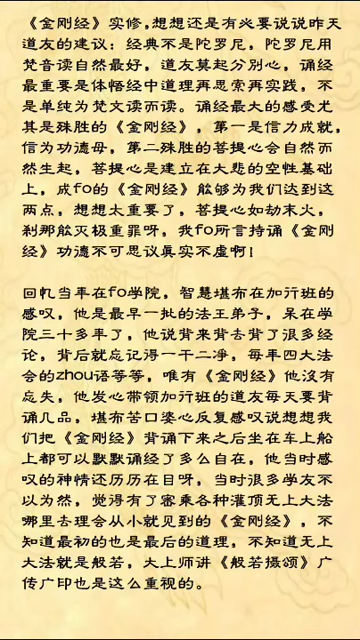 《金刚经》实修，想想还是有必要说说昨天
道友的建议：经典不是陀罗尼，陀罗尼用
梵音读自然最好，道友莫起分别心，诵经
最重要是体悟经中道理再思索再实践，不
是单纯为梵文读而读。诵经最大的感受尤
其是殊胜的《金刚经》，第一是信力成就，
信为功德母，第二殊胜的菩提心会自然而
然生起，菩提心是建立在大悲的空性基础
上，成fo的《金刚经》能够为我们达到这
两点，想想太重要了，菩提心如劫末火，
刹那能灭极重罪呀，我fo所言持诵《金刚
经》功德不可思议真实不虚啊！
回忆当年在fo学院，智慧堪布在加行班的
感叹，他是最早一批的法王弟子，呆在学
院三十多年了，他说背来背去背了很多经
论，背后就忘记得一干二净，每年四大法
会的zhou语等等，唯有《金刚经》他没有
忘失，他发心带领加行班的道友每天要背
诵几品，堪布苦口婆心反复感叹说想想我
们把《金刚经》背诵下来之后坐在车上船
上都可以默默诵经了多么自在，他当时感
叹的神情还历历在目呀，当时很多学友不
以为然，觉得有了密乘各种灌顶无上大法
哪里去理会从小就见到的《金刚经》，不
知道最初的也是最后的道理，不知道无上
大法就是般若，大上师讲《般若摄颂》广
传广印也是这么重视的。